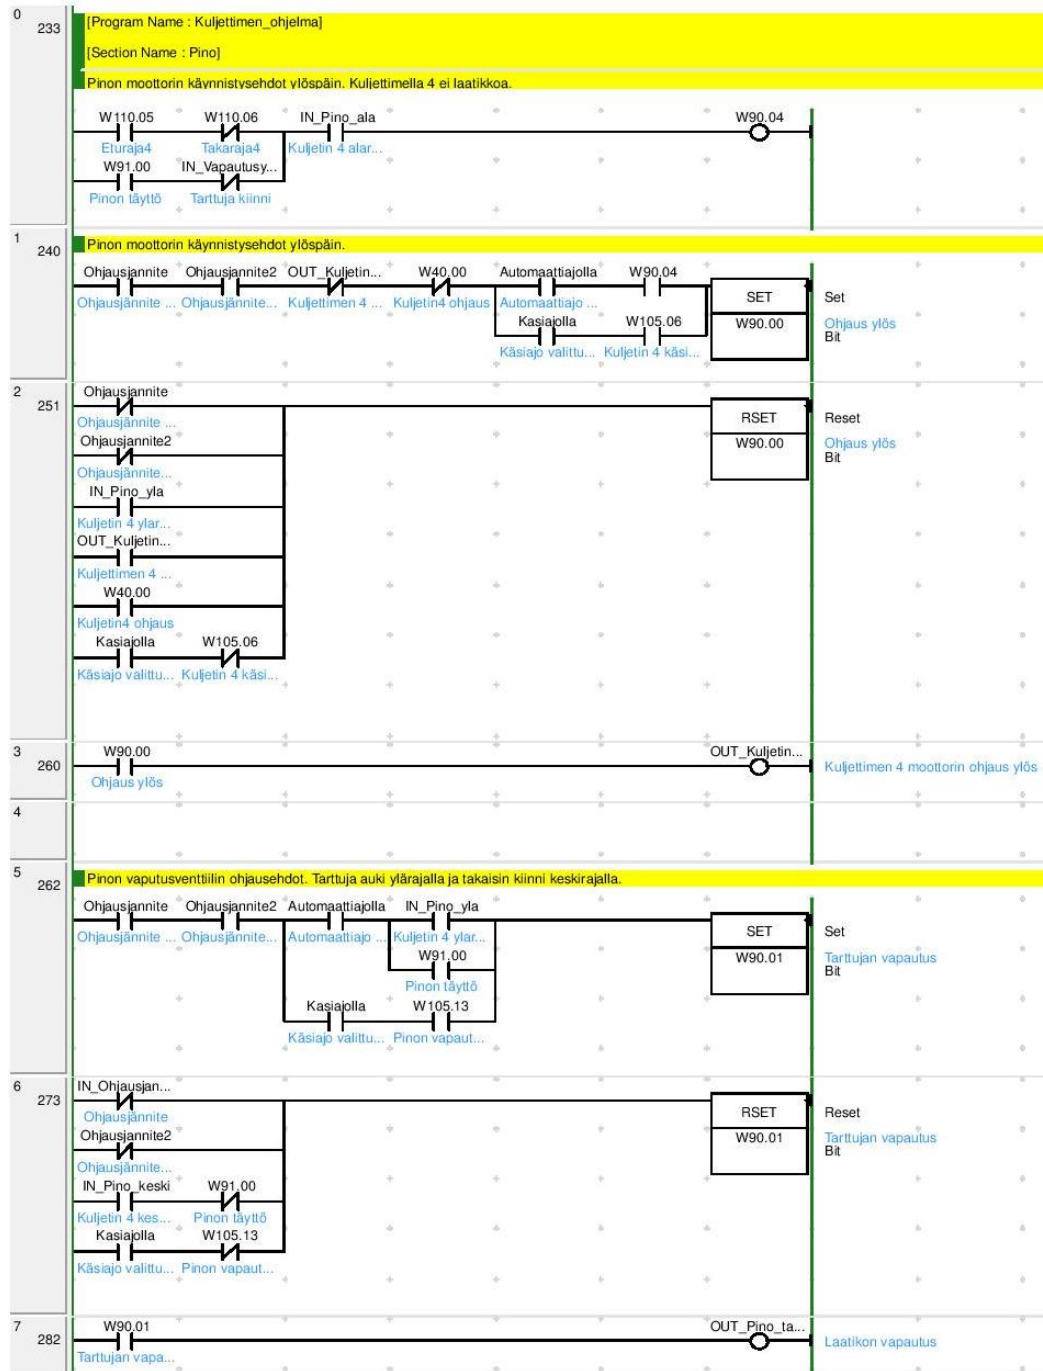 0
233
[Program Name : Kuljettimen_ohjelma]
[Section Name : Pino]
Pinon moottorin käynnistysehdot ylöspäin. Kuljettimella 4 ei laatikkoa.
W110.05 W110.06 IN_Pino_ala W90.04
Eturaja4 Takaraja4 Kuljetin 4 alar...
W91.00 IN_Vapautusy...
Pinon täyttö Tarttuja kiinni
1
240
Pinon moottorin käynnistysehdot ylöspäin.
Ohjausjannite Ohjausjannite2 OUT_Kuljetin... W40.00 Automaattiajolla W90.04
SET Set
Ohjausjännite ... Ohjausjännite... Kuljettimen 4 ... Kuljetin4 ohjaus Automaattiajo ...
Kasiajolla W105.06 W90.00 Ohjaus ylös
Bit
Käsiajo valittu... Kuljetin 4 käsi...
2
251
Ohjausjannite
RSET Reset
Ohjausjännite ...
Ohjausjannite2 W90.00 Ohjaus ylös
Bit
Ohjausjännite...
IN_Pino_yla
Kuljetin 4 ylar...
OUT_Kuljetin...
Kuljettimen 4 ...
W40.00
Kuljetin4 ohjaus
Kasiajolla W105.06
Käsiajo valittu... Kuljetin 4 käsi...
3
260
W90.00 OUT_Kuljetin...
Kuljettimen 4 moottorin ohjaus ylös
Ohjaus ylös
4
5
262
Pinon vaputusventtiilin ohjausehdot. Tarttuja auki ylärajalla ja takaisin kiinni keskirajalla.
Ohjausjannite Ohjausjannite2 Automaattiajolla IN_Pino_yla
SET Set
Ohjausjännite ... Ohjausjännite... Automaattiajo ... Kuljetin 4 ylar...
W91.00 W90.01 Tarttujan vapautus
Bit
Pinon täyttö
Kasiajolla W105.13
Käsiajo valittu... Pinon vapaut...
6
273
IN_Ohjausjan...
RSET Reset
Ohjausjännite
Ohjausjannite2 W90.01 Tarttujan vapautus
Bit
Ohjausjännite...
IN_Pino_keski W91.00
Kuljetin 4 kes... Pinon täyttö
Kasiajolla W105.13
Käsiajo valittu... Pinon vapaut...
7
282
W90.01 OUT_Pino_ta...
Laatikon vapautus
Tarttujan vapa...